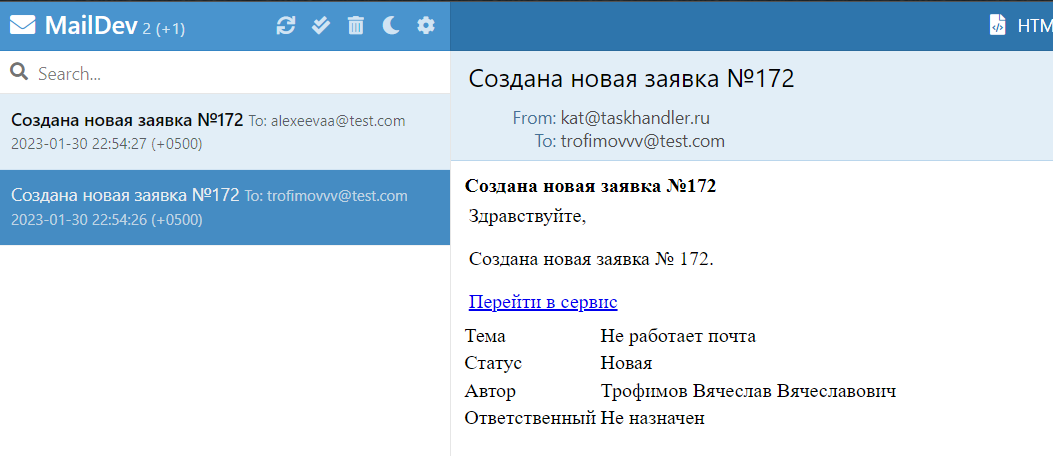 MailDev 2 (+1)
HTM
Search...
Создана новая заявка №172 To: alexeevaa@test.com
2023-01-30 22:54:27 (+0500)
Создана новая заявка №172 To: trofimovvv@test.com
2023-01-30 22:54:26 (+0500)
Создана новая заявка №172
From: kat@taskhandler.ru
To: trofimovvv@test.com
Создана новая заявка №172
Здравствуйте,
Создана новая заявка № 172.
Перейти в сервис
Тема Не работает почта
Статус Новая
Автор Трофимов Вячеслав Вячеславович
Ответственный Не назначен